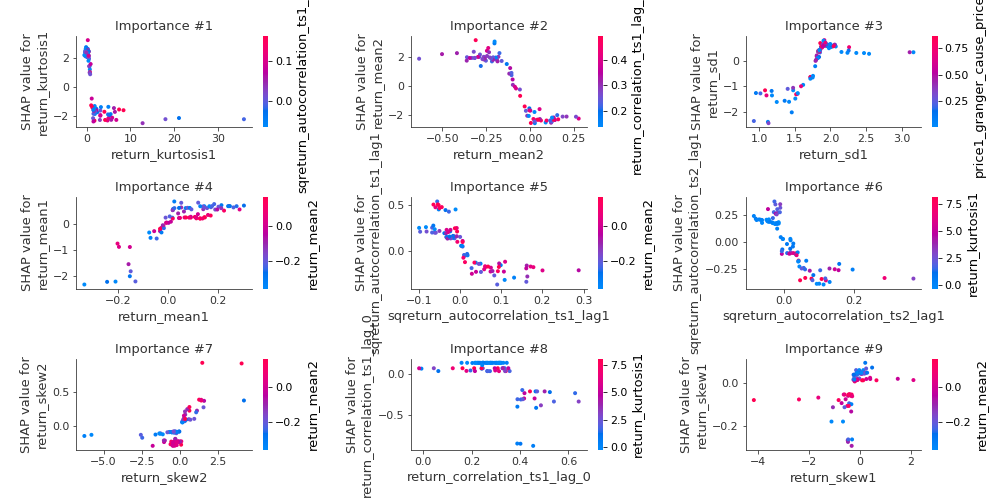 Importance #1
SHAP value for
return_kurtosis1
2
0
−2
0
10
20
30
return_kurtosis1
0.1
0.0
sqreturn_autocorrelation_ts1_
Importance #2
SHAP value for
return_mean2
2
0
−2
−0.50
−0.25
0.00
0.25
return_mean2
0.4
0.2
return_correlation_ts1_lag_
Importance #3
SHAP value for
return_sd1
0
−1
−2
1.0
1.5
2.0
2.5
3.0
return_sd1
0.75
0.50
0.25
price1_granger_cause_price
Importance #4
SHAP value for
return_mean1
0
−1
−2
−0.2
0.0
0.2
return_mean1
0.0
−0.2
return_mean2
Importance #5
SHAP value for
sqreturn_autocorrelation_ts1_lag1
0.5
0.0
−0.1
0.0
0.1
0.2
0.3
sqreturn_autocorrelation_ts1_lag1
0.0
−0.2
return_mean2
Importance #6
SHAP value for
sqreturn_autocorrelation_ts2_lag1
0.25
0.00
−0.25
0.0
0.2
sqreturn_autocorrelation_ts2_lag1
7.5
5.0
2.5
0.0
return_kurtosis1
Importance #7
SHAP value for
return_skew2
0.5
0.0
−5.0
−2.5
0.0
2.5
return_skew2
0.0
−0.2
return_mean2
Importance #8
SHAP value for
return_correlation_ts1_lag_0
0.0
−0.5
0.0
0.2
0.4
0.6
return_correlation_ts1_lag_0
7.5
5.0
2.5
0.0
return_kurtosis1
Importance #9
SHAP value for
return_skew1
0.0
−0.2
−4
−2
0
2
return_skew1
0.0
−0.2
return_mean2